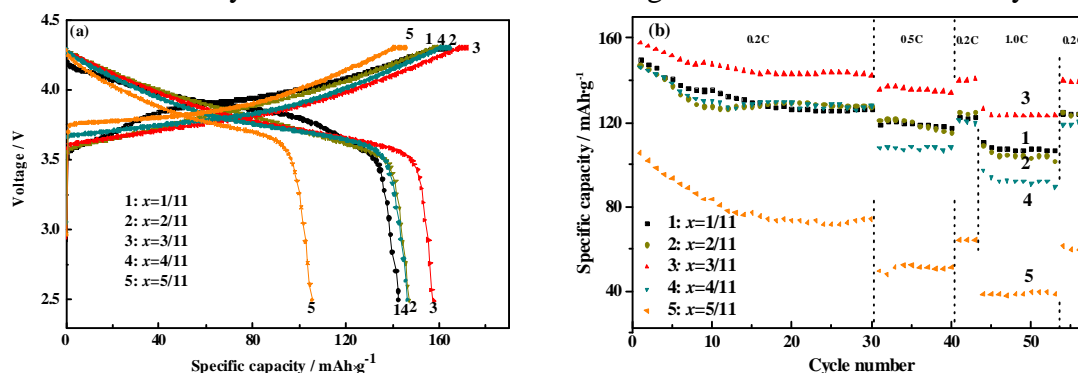 (a)
4.5
4.0
3.5
3.0
2.5
Voltage / V
0 40 80 120 160
Specific capacity / mAh·g⁻¹
5 1 4 2 3
1: x=1/11
2: x=2/11
3: x=3/11
4: x=4/11
5: x=5/11
5 1 4 2 3
(b)
0.2C 0.5C 0.2C 1.0C 0.2C
160
120
80
40
Specific capacity / mAh·g⁻¹
0 10 20 30 40 50
Cycle number
3
1
2
4
5
1: x=1/11
2: x=2/11
3: x=3/11
4: x=4/11
5: x=5/11